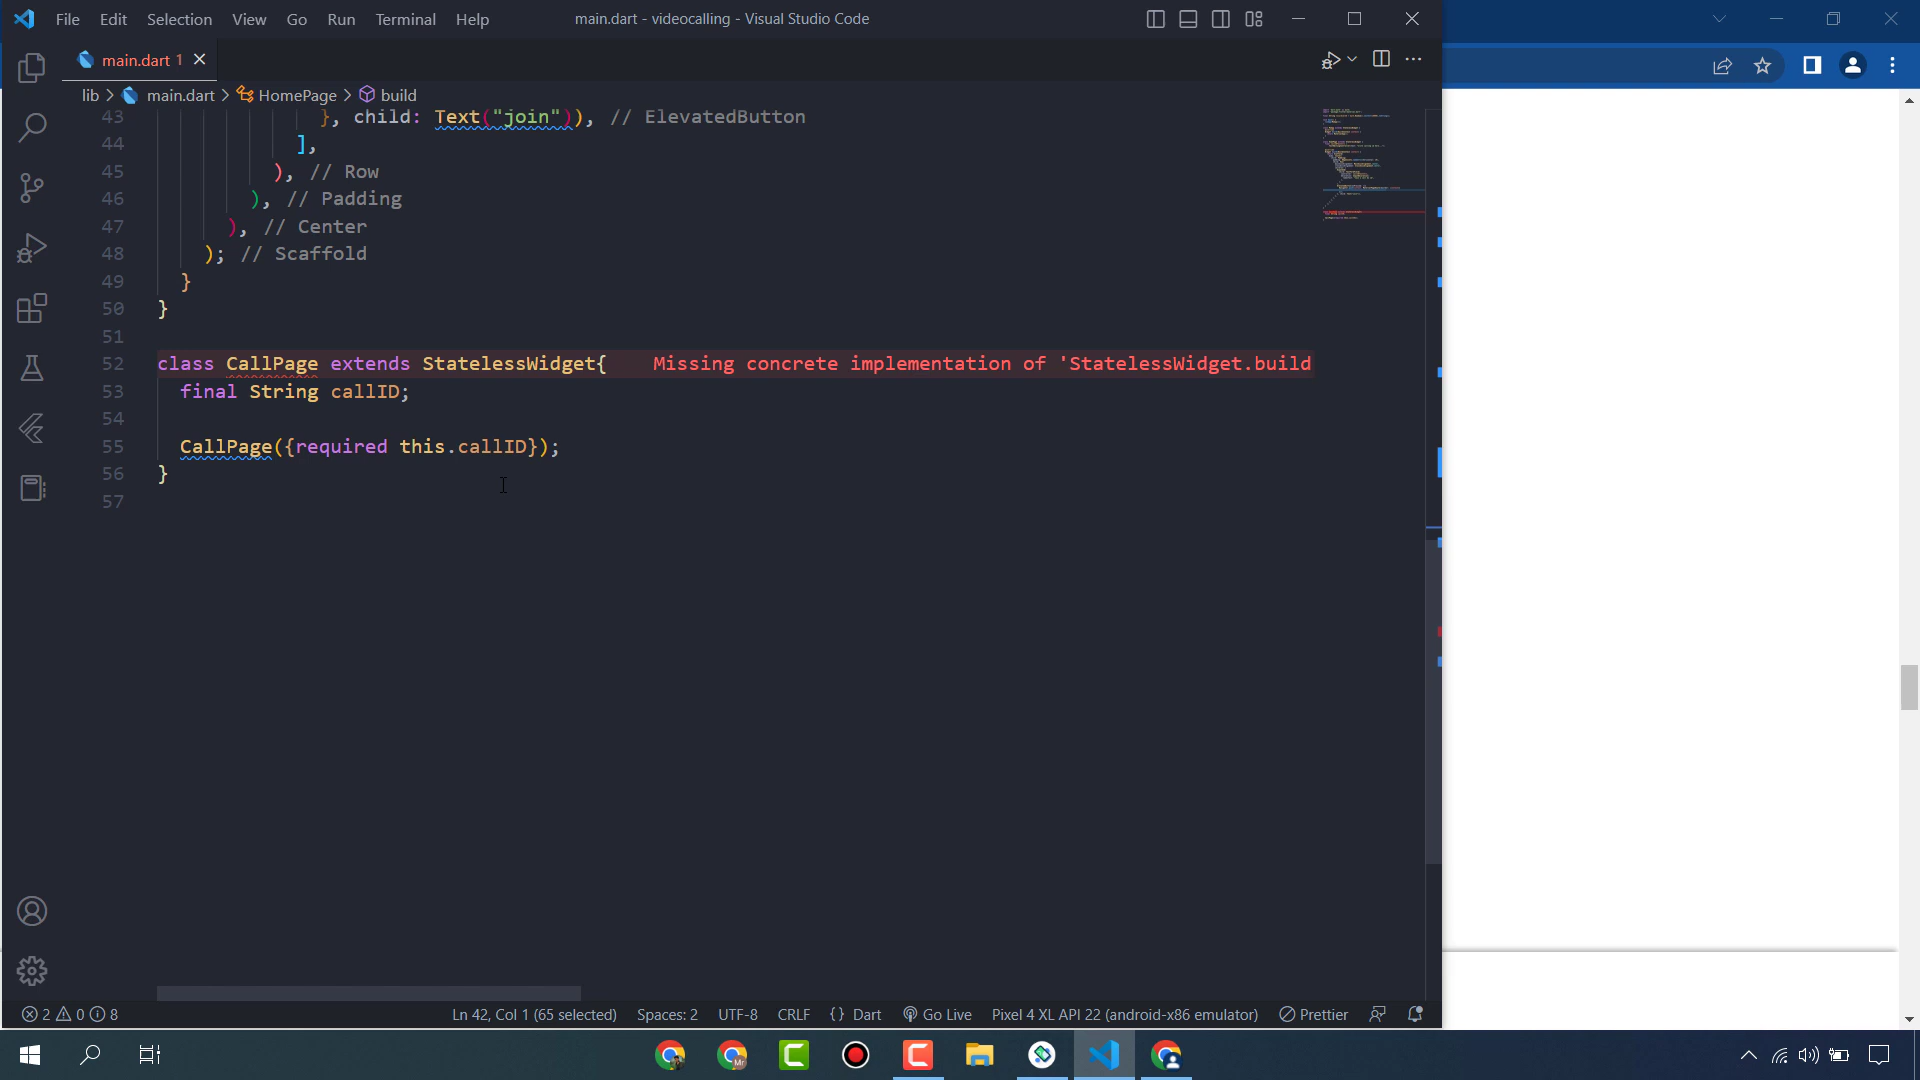 File Edit Selection View Go Run Terminal Help
main.dart - videocalling - Visual Studio Code
main.dart 1
lib > main.dart > HomePage > build
43 }, child: Text("join")), // ElevatedButton
44 ],
45 ), // Row
46 ), // Padding
47 ), // Center
48 ); // Scaffold
49 }
50 }
51
52 class CallPage extends StatelessWidget{ Missing concrete implementation of 'StatelessWidget.build
53 final String callID;
54
55 CallPage({required this.callID});
56 }
57
2 0 8 Ln 42, Col 1 (65 selected) Spaces: 2 UTF-8 CRLF {} Dart Go Live Pixel 4 XL API 22 (android-x86 emulator) Prettier